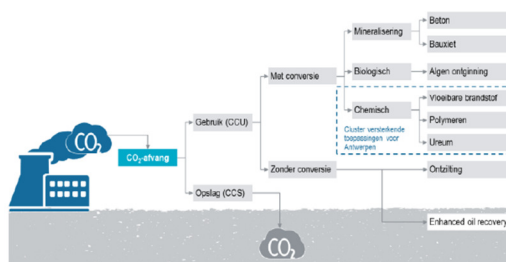 Beton
Mineralisering
Bauxiet
Met conversie
Biologisch
Algen ontginning
CO2
Vloeibare brandstof
Chemisch
Gebruik (CCU)
Polymeren
Cluster versterkende
toepassingen voor
Antwerpen
CO2-afvang
Ureum
Zonder conversie
Ontzilting
Opslag (CCS)
Enhanced oil recovery
CO2